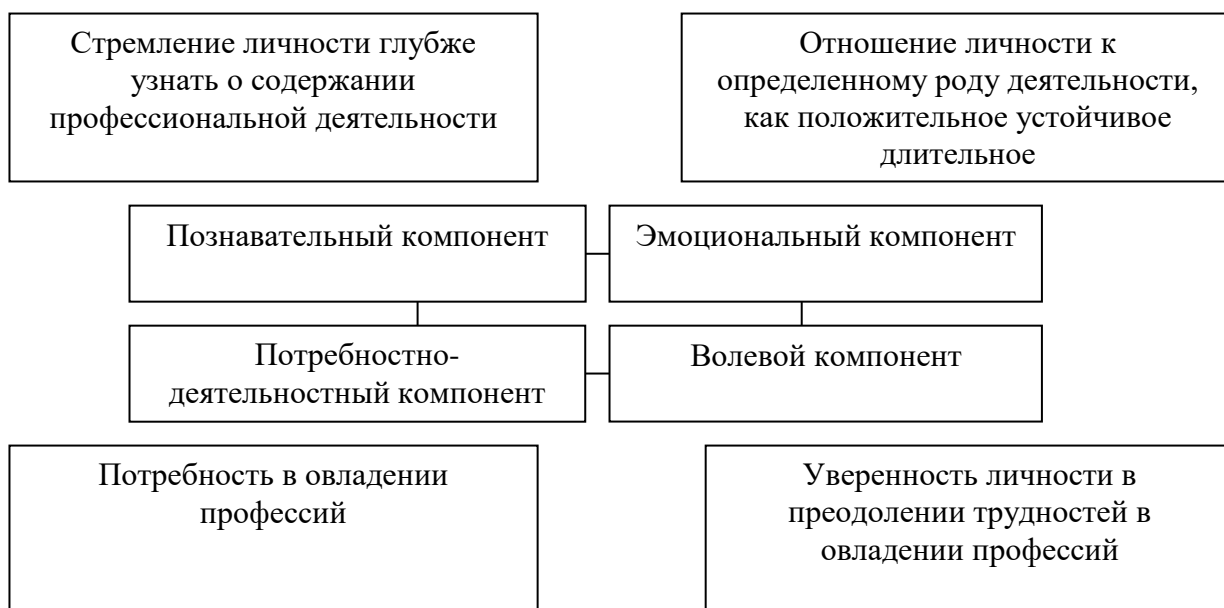 Стремление личности глубже
узнать о содержании
профессиональной деятельности
Отношение личности к
определенному роду деятельности,
как положительное устойчивое
длительное
Познавательный компонент
Эмоциональный компонент
Потребностно-
деятельностный компонент
Волевой компонент
Потребность в овладении
профессий
Уверенность личности в
преодолении трудностей в
овладении профессий